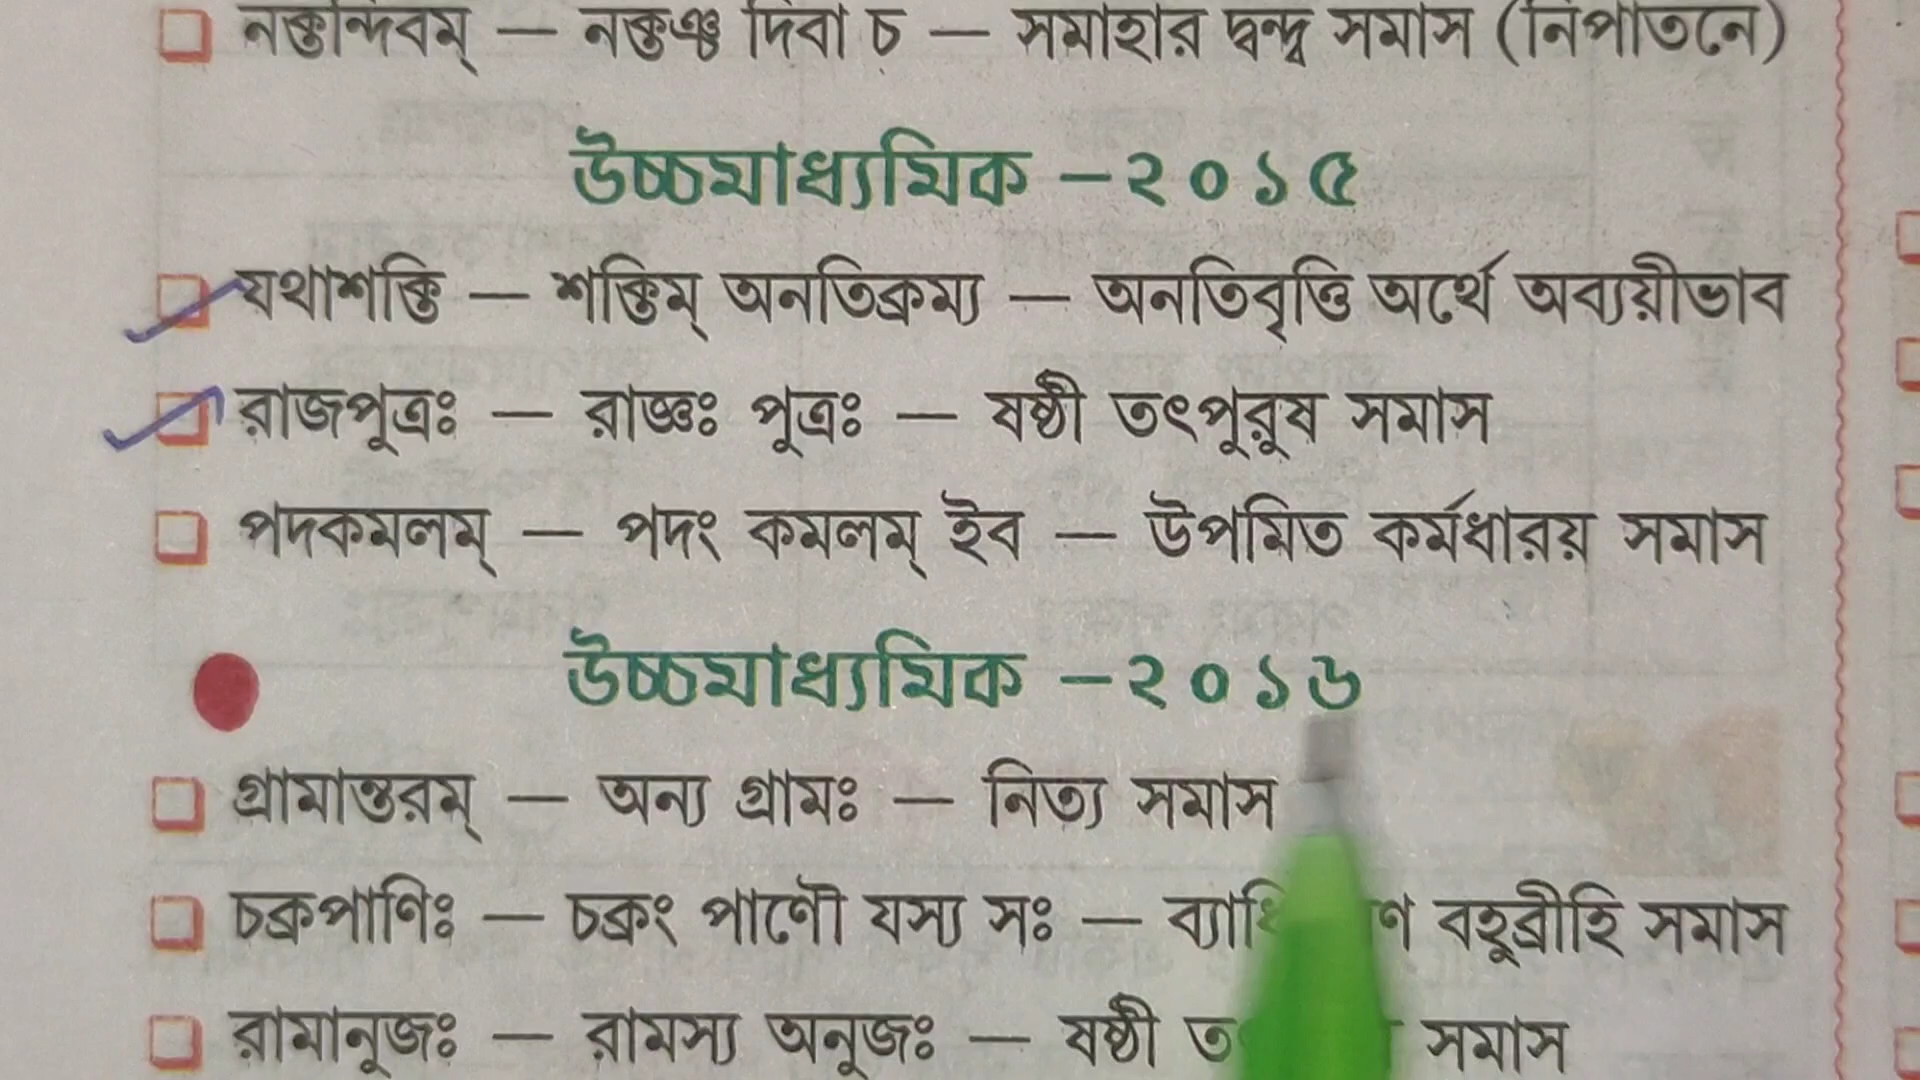 নক্তন্দিবম্ — নক্তঞ্চ দিবা চ — সমাহার দ্বন্দ্ব সমাস (নিপাতনে)
উচ্চমাধ্যমিক - ২০১৫
যথাশক্তি — শক্তিম্ অনতিক্রম্য — অনতিবৃত্তি অর্থে অব্যয়ীভাব
রাজপুত্রঃ — রাজ্ঞঃ পুত্রঃ — ষষ্ঠী তৎপুরুষ সমাস
পদকমলম্ — পদং কমলম্ ইব — উপমিত কর্মধারয় সমাস
উচ্চমাধ্যমিক - ২০১৬
গ্রামান্তরম্ — অন্য গ্রামঃ — নিত্য সমাস
চক্রপাণিঃ — চক্রং পাণৌ যস্য সঃ — বহুব্রীহি সমাস
রামানুজঃ — রামস্য অনুজঃ — ষষ্ঠী সমাস